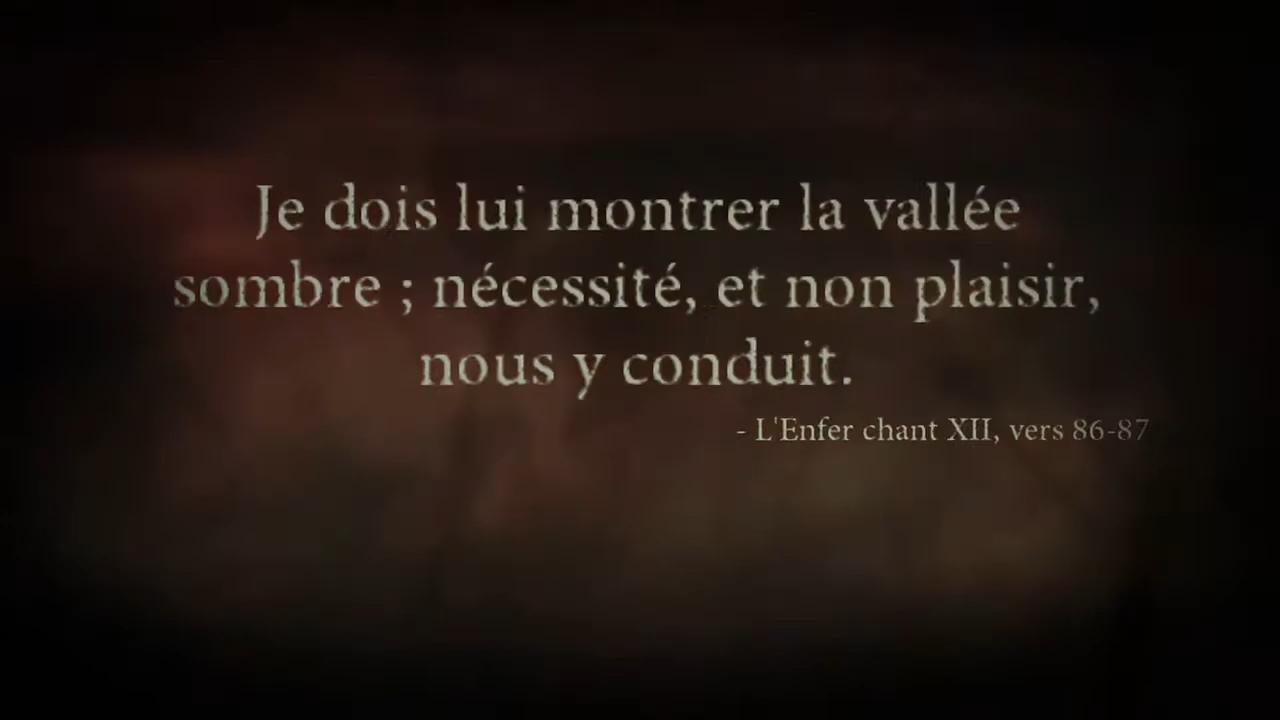 Je dois lui montrer la vallée
sombre ; nécessité, et non plaisir,
nous y conduit.
- L'Enfer chant XII, vers 86-87